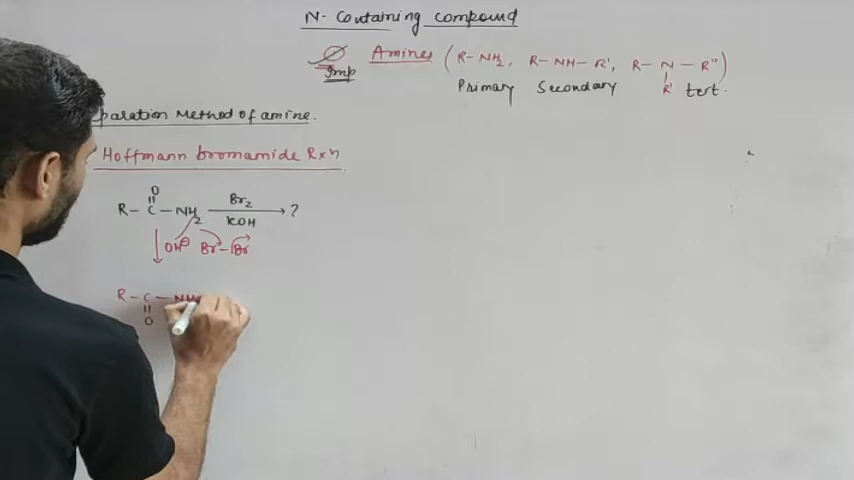 N- Containing compound
Imp Amines (R-NH2, R-NH-R', R-N-R")
R'
Primary Secondary tert.
paration Method of amine.
Hoffmann bromamide Rxn
O
R-C-NH2 Br2 KOH → ?
OH⊖ Br-Br
R-C-NH
O